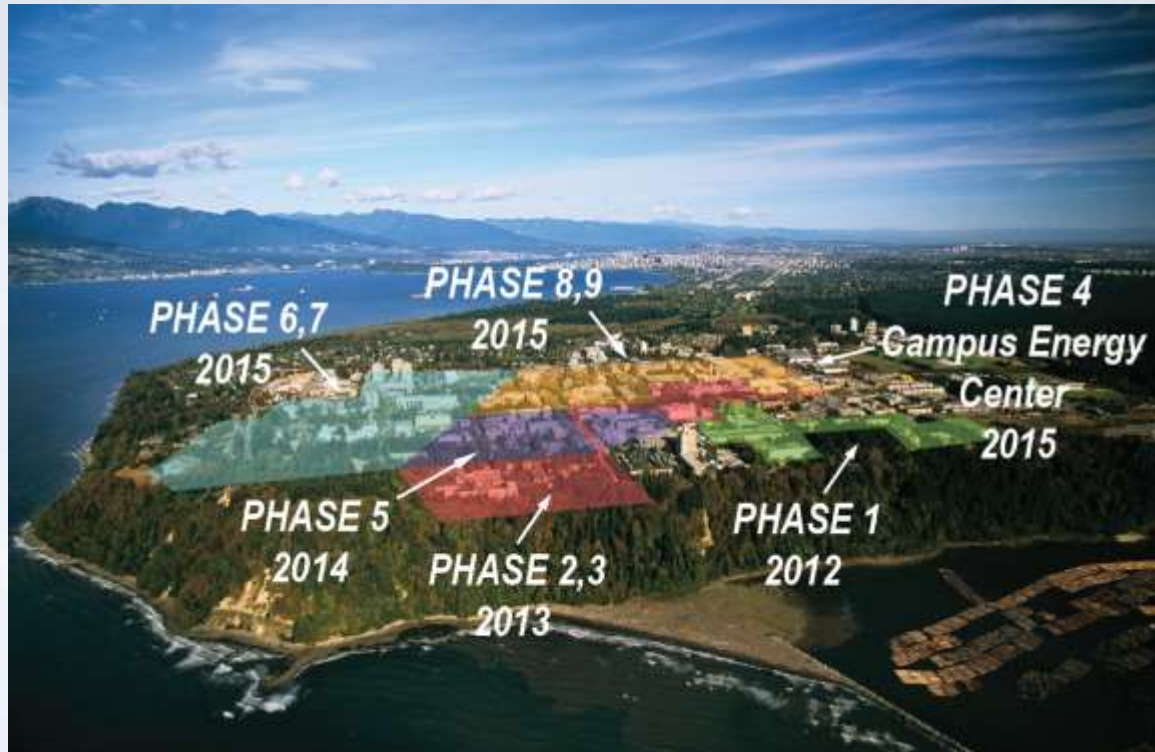 PHASE 6,7
2015
PHASE 8,9
2015
PHASE 4
Campus Energy
Center
2015
PHASE 5
2014
PHASE 2,3
2013
PHASE 1
2012